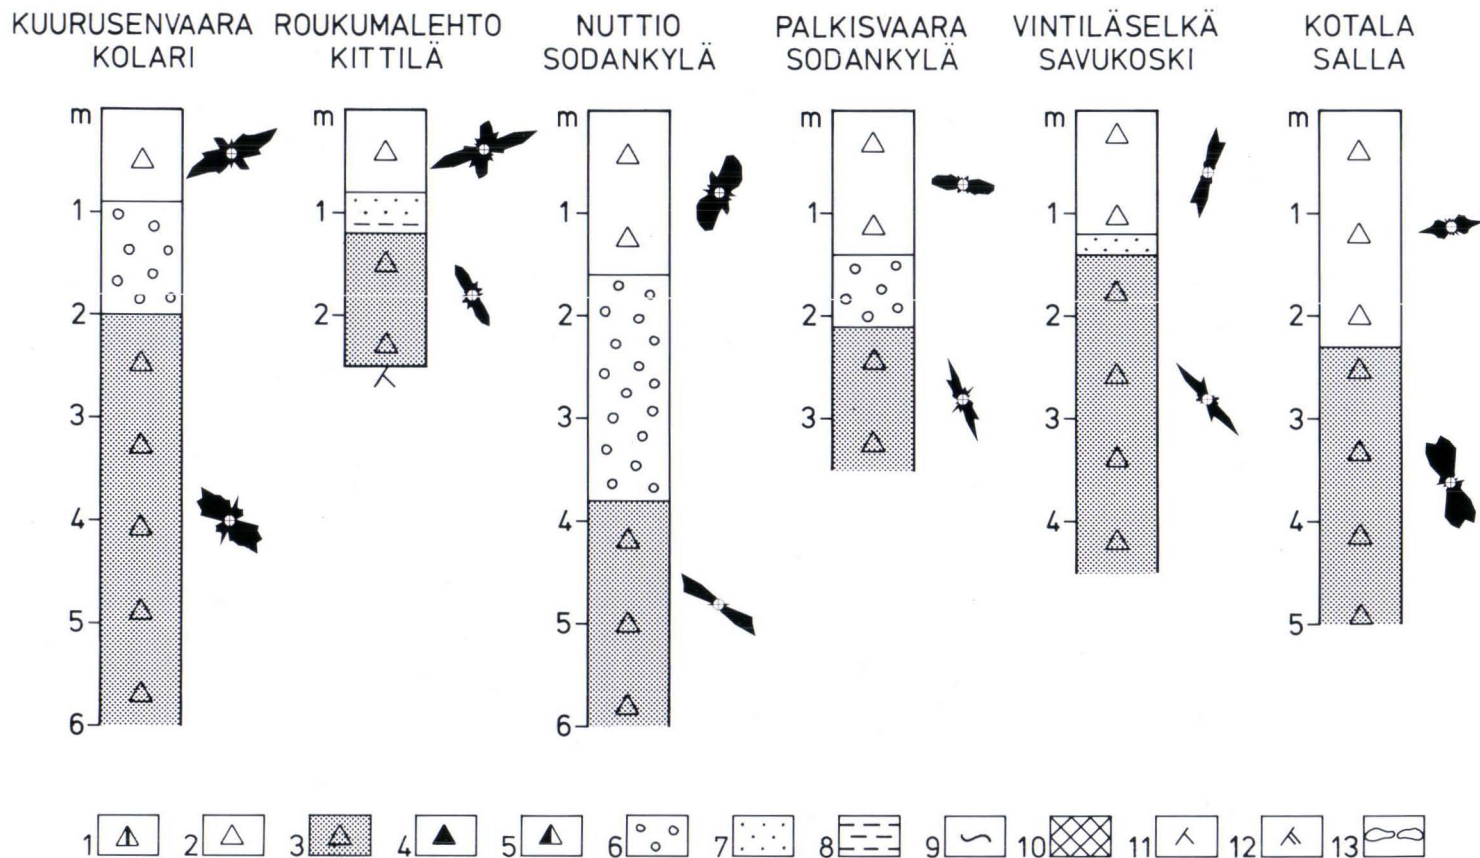 KUURUSENVAARA KOLARI
ROUKUMALEHTO KITTILÄ
NUTTIO SODANKYLÄ
PALKISVAARA SODANKYLÄ
VINTILÄSELKÄ SAVUKOSKI
KOTALA SALLA
m
1
2
3
4
5
6
m
1
2
m
1
2
3
4
5
6
m
1
2
3
m
1
2
3
4
m
1
2
3
4
5
1 2 3 4 5 6 7 8 9 10 11 12 13